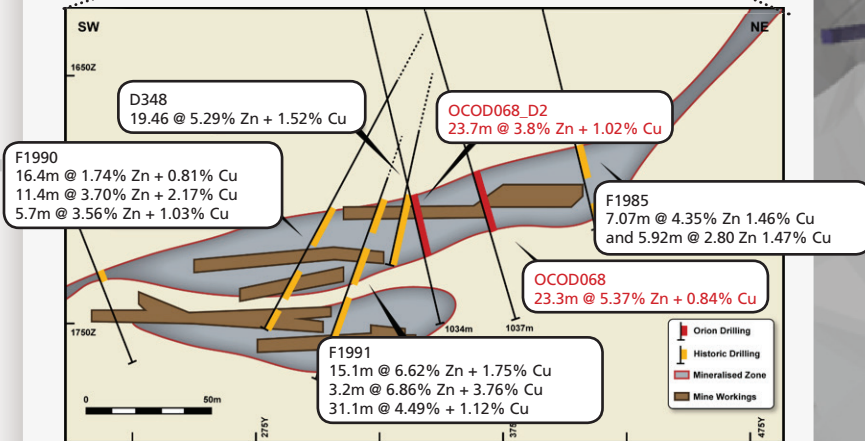 SW
NE
1650Z
D348
19.46 @ 5.29% Zn + 1.52% Cu
OCOD068_D2
23.7m @ 3.8% Zn + 1.02% Cu
F1990
16.4m @ 1.74% Zn + 0.81% Cu
11.4m @ 3.70% Zn + 2.17% Cu
5.7m @ 3.56% Zn + 1.03% Cu
F1985
7.07m @ 4.35% Zn 1.46% Cu
and 5.92m @ 2.80 Zn 1.47% Cu
OCOD068
23.3m @ 5.37% Zn + 0.84% Cu
1750Z
1034m
1037m
F1991
15.1m @ 6.62% Zn + 1.75% Cu
3.2m @ 6.86% Zn + 3.76% Cu
31.1m @ 4.49% + 1.12% Cu
Orion Drilling
Historic Drilling
Mineralised Zone
Mine Workings
0 50m
275Y
375
475Y